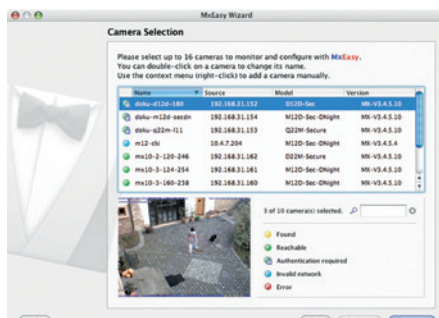 MxEasy Wizard
Camera Selection
Please select up to 16 cameras to monitor and configure with MxEasy.
You can double-click on a camera to change its name.
Use the context menu (right-click) to add a camera manually.
Name Source Model Version
doku-d12d-180 192.168.31.152 D12D-Sec MX-V3.4.5.10
doku-m12d-secdn 192.168.31.154 M12D-Sec-DNight MX-V3.4.5.10
doku-q22m-l11 192.168.31.153 Q22M-Secure MX-V3.4.5.10
m12-cki 10.4.7.204 M12D-Sec-DNight MX-V3.4.5.4
mx10-2-120-246 192.168.31.162 D22M-Secure MX-V3.4.5.10
mx10-3-124-254 192.168.31.161 M12D-Sec-DNight MX-V3.4.5.10
mx10-3-160-238 192.168.31.160 M12D-Sec-DNight MX-V3.4.5.10
3 of 10 camera(s) selected.
Found
Reachable
Authentication required
Invalid network
Error